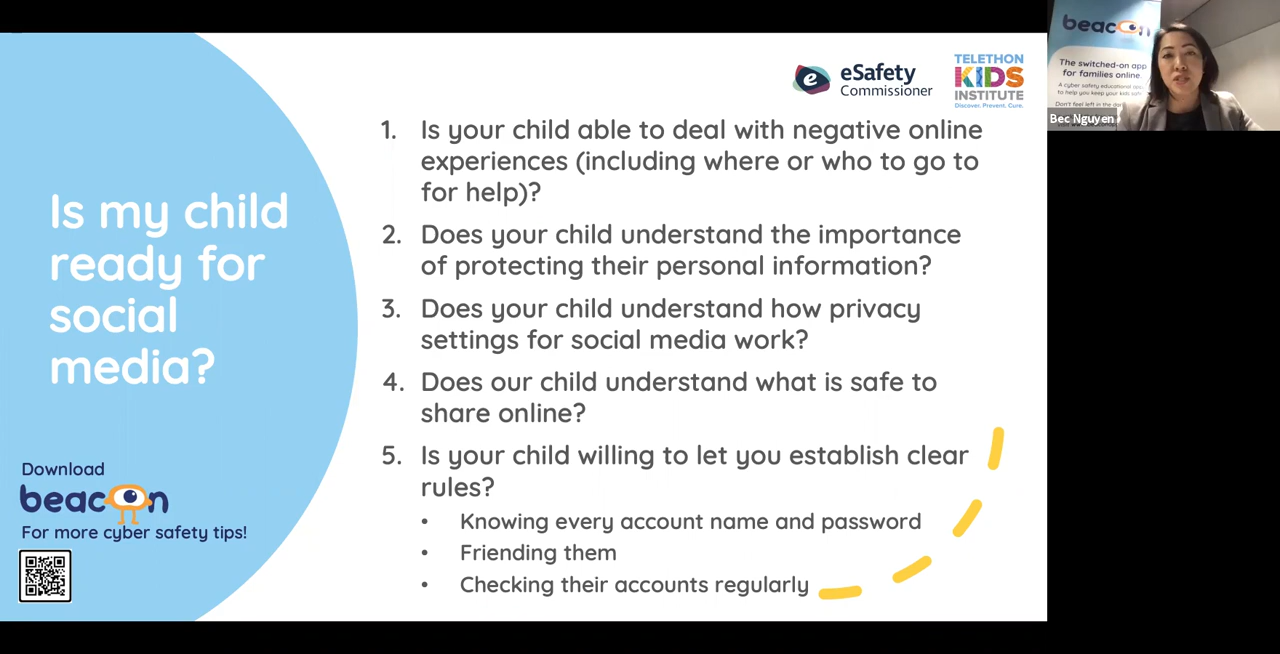 Is my child
ready for
social
media?
Download
beacon
For more cyber safety tips!
eSafety
Commissioner
TELETHON
KIDS
INSTITUTE
Discover. Prevent. Cure.
1. Is your child able to deal with negative online
experiences (including where or who to go to
for help)?
2. Does your child understand the importance
of protecting their personal information?
3. Does your child understand how privacy
settings for social media work?
4. Does our child understand what is safe to
share online?
5. Is your child willing to let you establish clear
rules?
• Knowing every account name and password
• Friending them
• Checking their accounts regularly
beacon
The switched-on app
for families online.
A cyber safety educational
to help you keep your kids
Don't feel left in the
Bec Nguyen